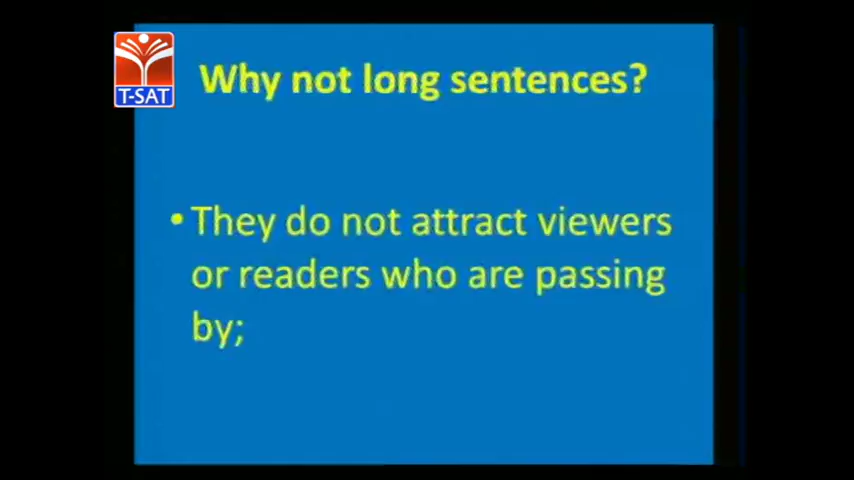 T-SAT
Why not long sentences?
• They do not attract viewers
or readers who are passing
by;